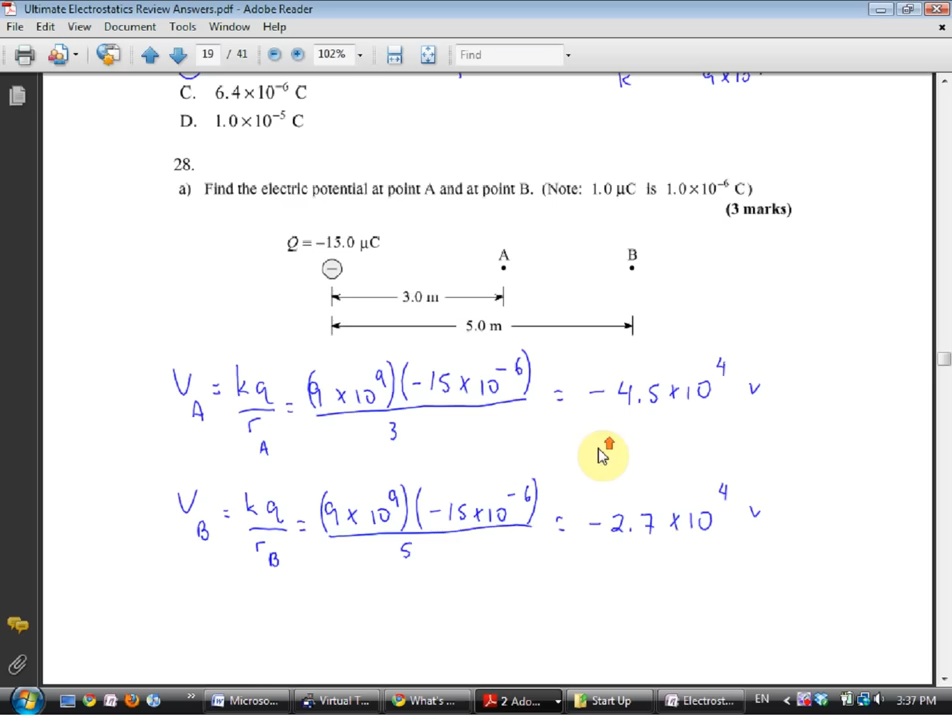 Ultimate Electrostatics Review Answers.pdf - Adobe Reader
File Edit View Document Tools Window Help
19 / 41 102% Find
k 9 x 10
C. 6.4×10⁻⁶ C
D. 1.0×10⁻⁵ C
28.
a) Find the electric potential at point A and at point B. (Note: 1.0 μC is 1.0×10⁻⁶ C)
(3 marks)
Q = −15.0 μC
A B
−
3.0 m
5.0 m
V_A = kq/r_A = (9 × 10⁹)(−15 × 10⁻⁶)/3 = −4.5 × 10⁴ V
V_B = kq/r_B = (9 × 10⁹)(−15 × 10⁻⁶)/5 = −2.7 × 10⁴ V
» Microso... Virtual T... What's ... 2 Ado... Start Up Electrost... EN 3:37 PM